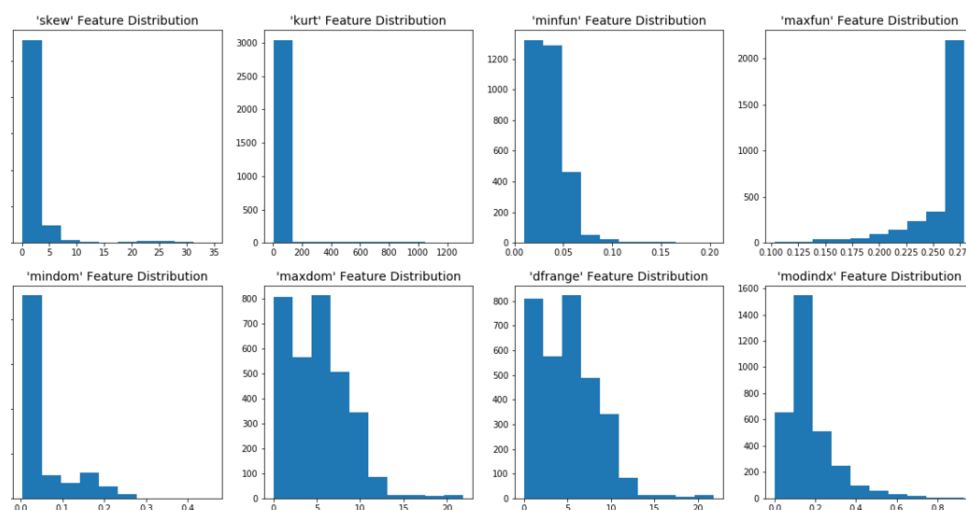 'skew' Feature Distribution
'kurt' Feature Distribution
'minfun' Feature Distribution
'maxfun' Feature Distribution
3000
2500
2000
1500
1000
500
0
1200
1000
800
600
400
200
0
2000
1500
1000
500
0
0 5 10 15 20 25 30 35
0 200 400 600 800 1000 1200
0.00 0.05 0.10 0.15 0.20
0.100 0.125 0.150 0.175 0.200 0.225 0.250 0.27
'mindom' Feature Distribution
'maxdom' Feature Distribution
'dfrange' Feature Distribution
'modindx' Feature Distribution
800
700
600
500
400
300
200
100
0
800
700
600
500
400
300
200
100
0
1600
1400
1200
1000
800
600
400
200
0
0.0 0.1 0.2 0.3 0.4
0 5 10 15 20
0 5 10 15 20
0.0 0.2 0.4 0.6 0.8